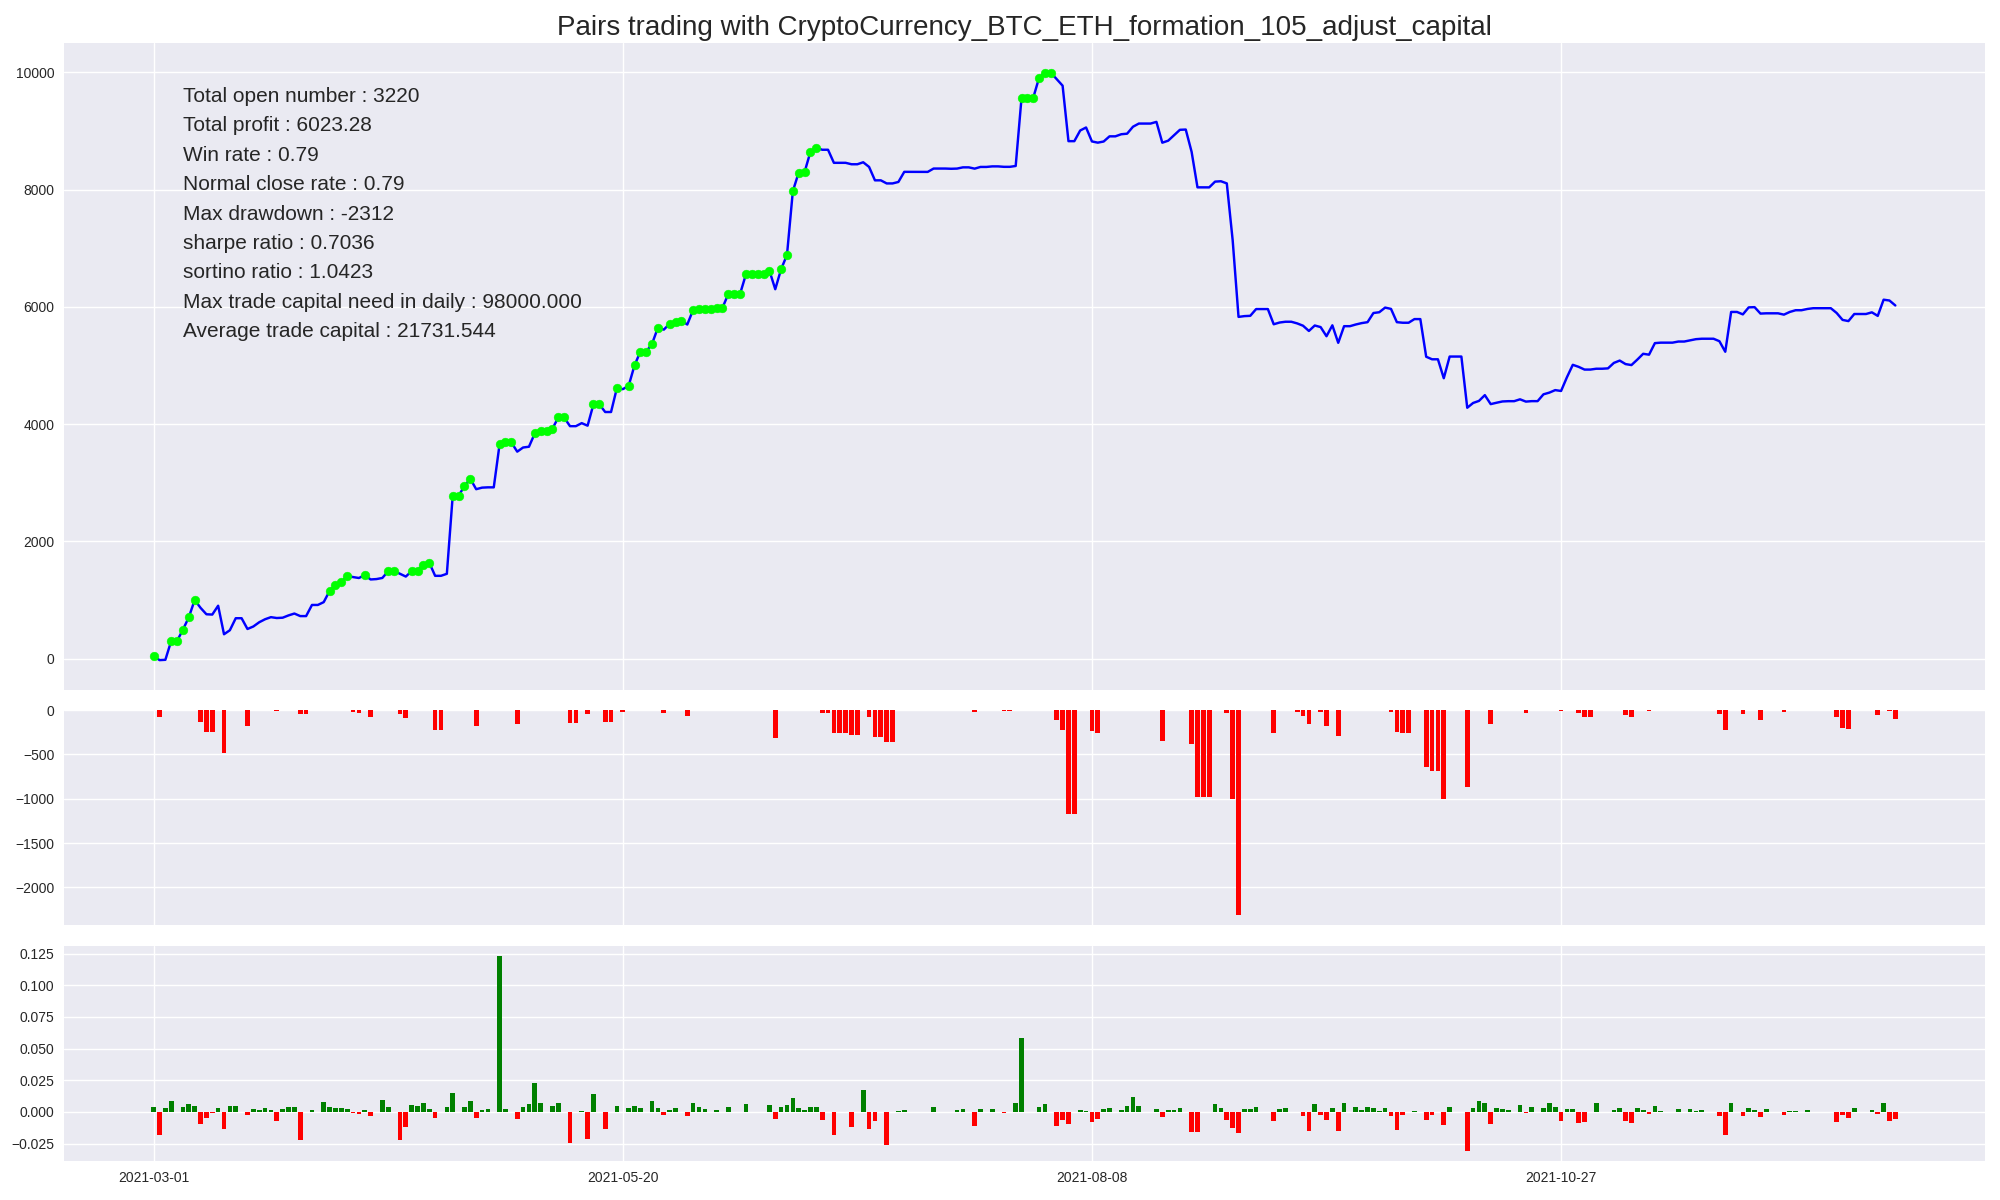 Pairs trading with CryptoCurrency_BTC_ETH_formation_105_adjust_capital
10000
8000
6000
4000
2000
0
Total open number : 3220
Total profit : 6023.28
Win rate : 0.79
Normal close rate : 0.79
Max drawdown : -2312
sharpe ratio : 0.7036
sortino ratio : 1.0423
Max trade capital need in daily : 98000.000
Average trade capital : 21731.544
0
−500
−1000
−1500
−2000
0.125
0.100
0.075
0.050
0.025
0.000
−0.025
2021-03-01 2021-05-20 2021-08-08 2021-10-27